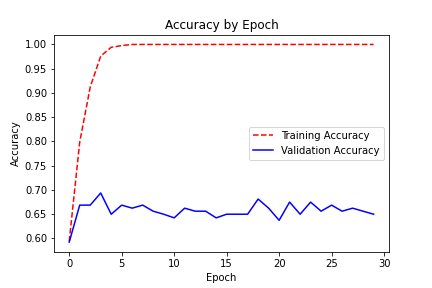 Accuracy by Epoch
1.00
0.95
0.90
0.85
0.80
0.75
0.70
0.65
0.60
Accuracy
Training Accuracy
Validation Accuracy
0 5 10 15 20 25 30
Epoch